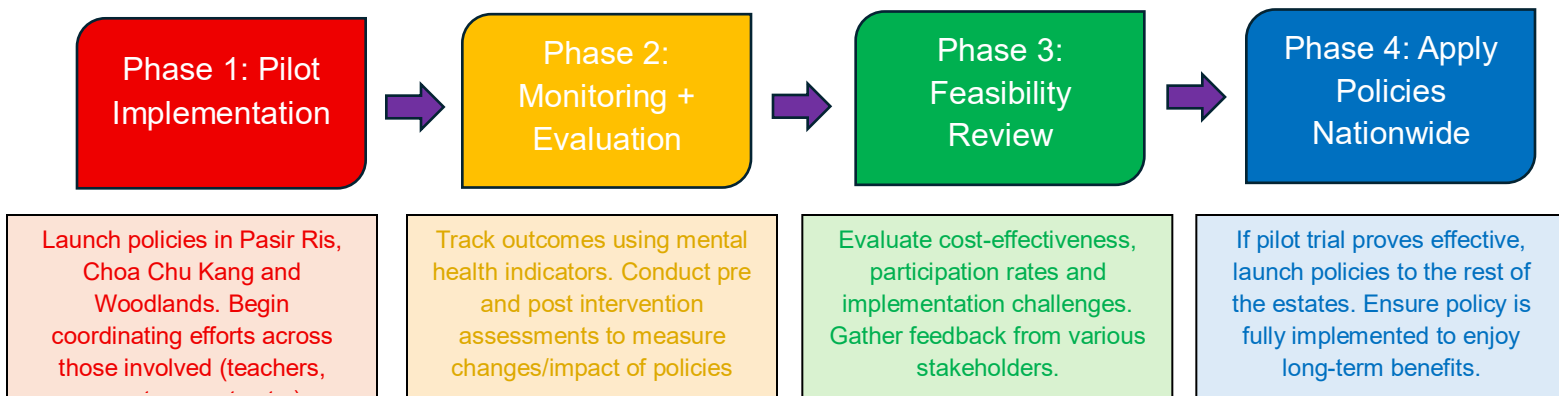 Phase 1: Pilot
Implementation
Phase 2:
Monitoring +
Evaluation
Phase 3:
Feasibility
Review
Phase 4: Apply
Policies
Nationwide
Launch policies in Pasir Ris,
Choa Chu Kang and
Woodlands. Begin
coordinating efforts across
those involved (teachers,
Track outcomes using mental
health indicators. Conduct pre
and post intervention
assessments to measure
changes/impact of policies
Evaluate cost-effectiveness,
participation rates and
implementation challenges.
Gather feedback from various
stakeholders.
If pilot trial proves effective,
launch policies to the rest of
the estates. Ensure policy is
fully implemented to enjoy
long-term benefits.